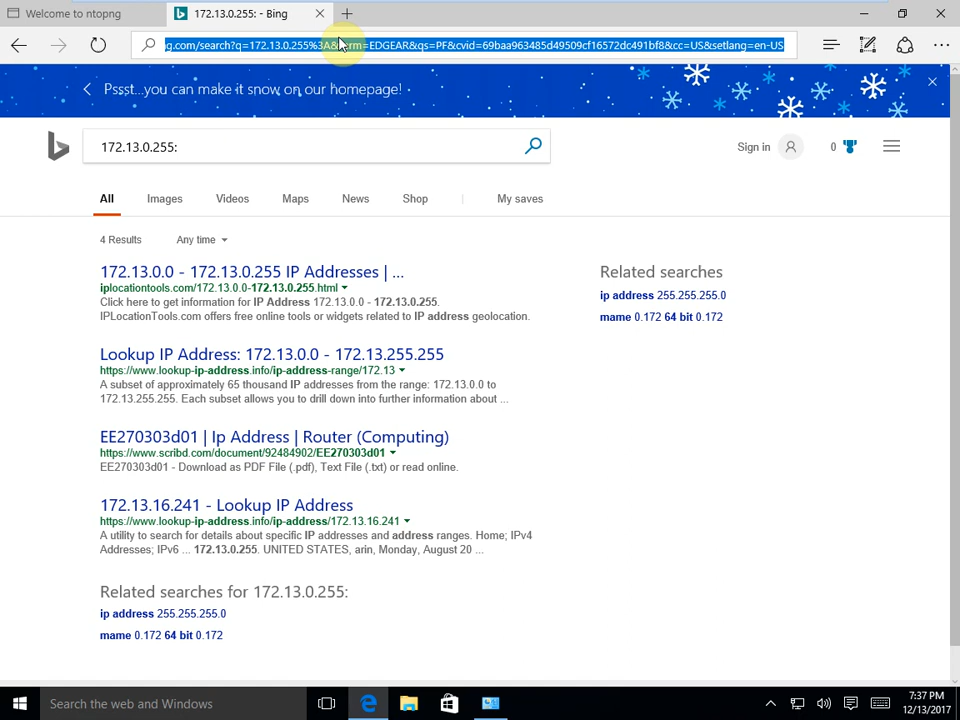 Welcome to ntopng
172.13.0.255: - Bing
ng.com/search?q=172.13.0.255%3A&form=EDGEAR&qs=PF&cvid=69baa963485d49509cf16572dc491bf8&cc=US&setlang=en-US
Pssst...you can make it snow on our homepage!
172.13.0.255:
Sign in
0
All
Images
Videos
Maps
News
Shop
My saves
4 Results
Any time
172.13.0.0 - 172.13.0.255 IP Addresses | ...
iplocationtools.com/172.13.0.0-172.13.0.255.html
Click here to get information for IP Address 172.13.0.0 - 172.13.0.255.
IPLocationTools.com offers free online tools or widgets related to IP address geolocation.
Related searches
ip address 255.255.255.0
mame 0.172 64 bit 0.172
Lookup IP Address: 172.13.0.0 - 172.13.255.255
https://www.lookup-ip-address.info/ip-address-range/172.13
A subset of approximately 65 thousand IP addresses from the range: 172.13.0.0 to
172.13.255.255. Each subset allows you to drill down into further information about ...
EE270303d01 | Ip Address | Router (Computing)
https://www.scribd.com/document/92484902/EE270303d01
EE270303d01 - Download as PDF File (.pdf), Text File (.txt) or read online.
172.13.16.241 - Lookup IP Address
https://www.lookup-ip-address.info/ip-address/172.13.16.241
A utility to search for details about specific IP addresses and address ranges. Home; IPv4
Addresses; IPv6 ... 172.13.0.255. UNITED STATES, arin, Monday, August 20 ...
Related searches for 172.13.0.255:
ip address 255.255.255.0
mame 0.172 64 bit 0.172
Search the web and Windows
7:37 PM
12/13/2017